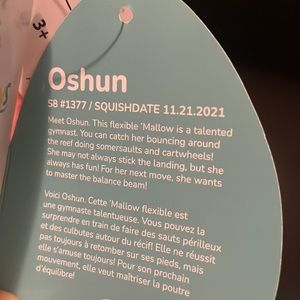 3+
Oshun
SB #1377 / SQUISHDATE 11.21.2021
Meet Oshun. This flexible 'Mallow is a talented
gymnast. You can catch her bouncing around
the reef doing somersaults and cartwheels!
She may not always stick the landing, but she
always has fun! For her next move, she wants
to master the balance beam!
Voici Oshun. Cette 'Mallow flexible est
une gymnaste talentueuse. Vous pouvez la
surprendre en train de faire des sauts périlleux
et des culbutes autour du récif! Elle ne réussit
pas toujours à retomber sur ses pieds, mais
elle s'amuse toujours! Pour son prochain
mouvement, elle veut maîtriser la poutre
d'équilibre!